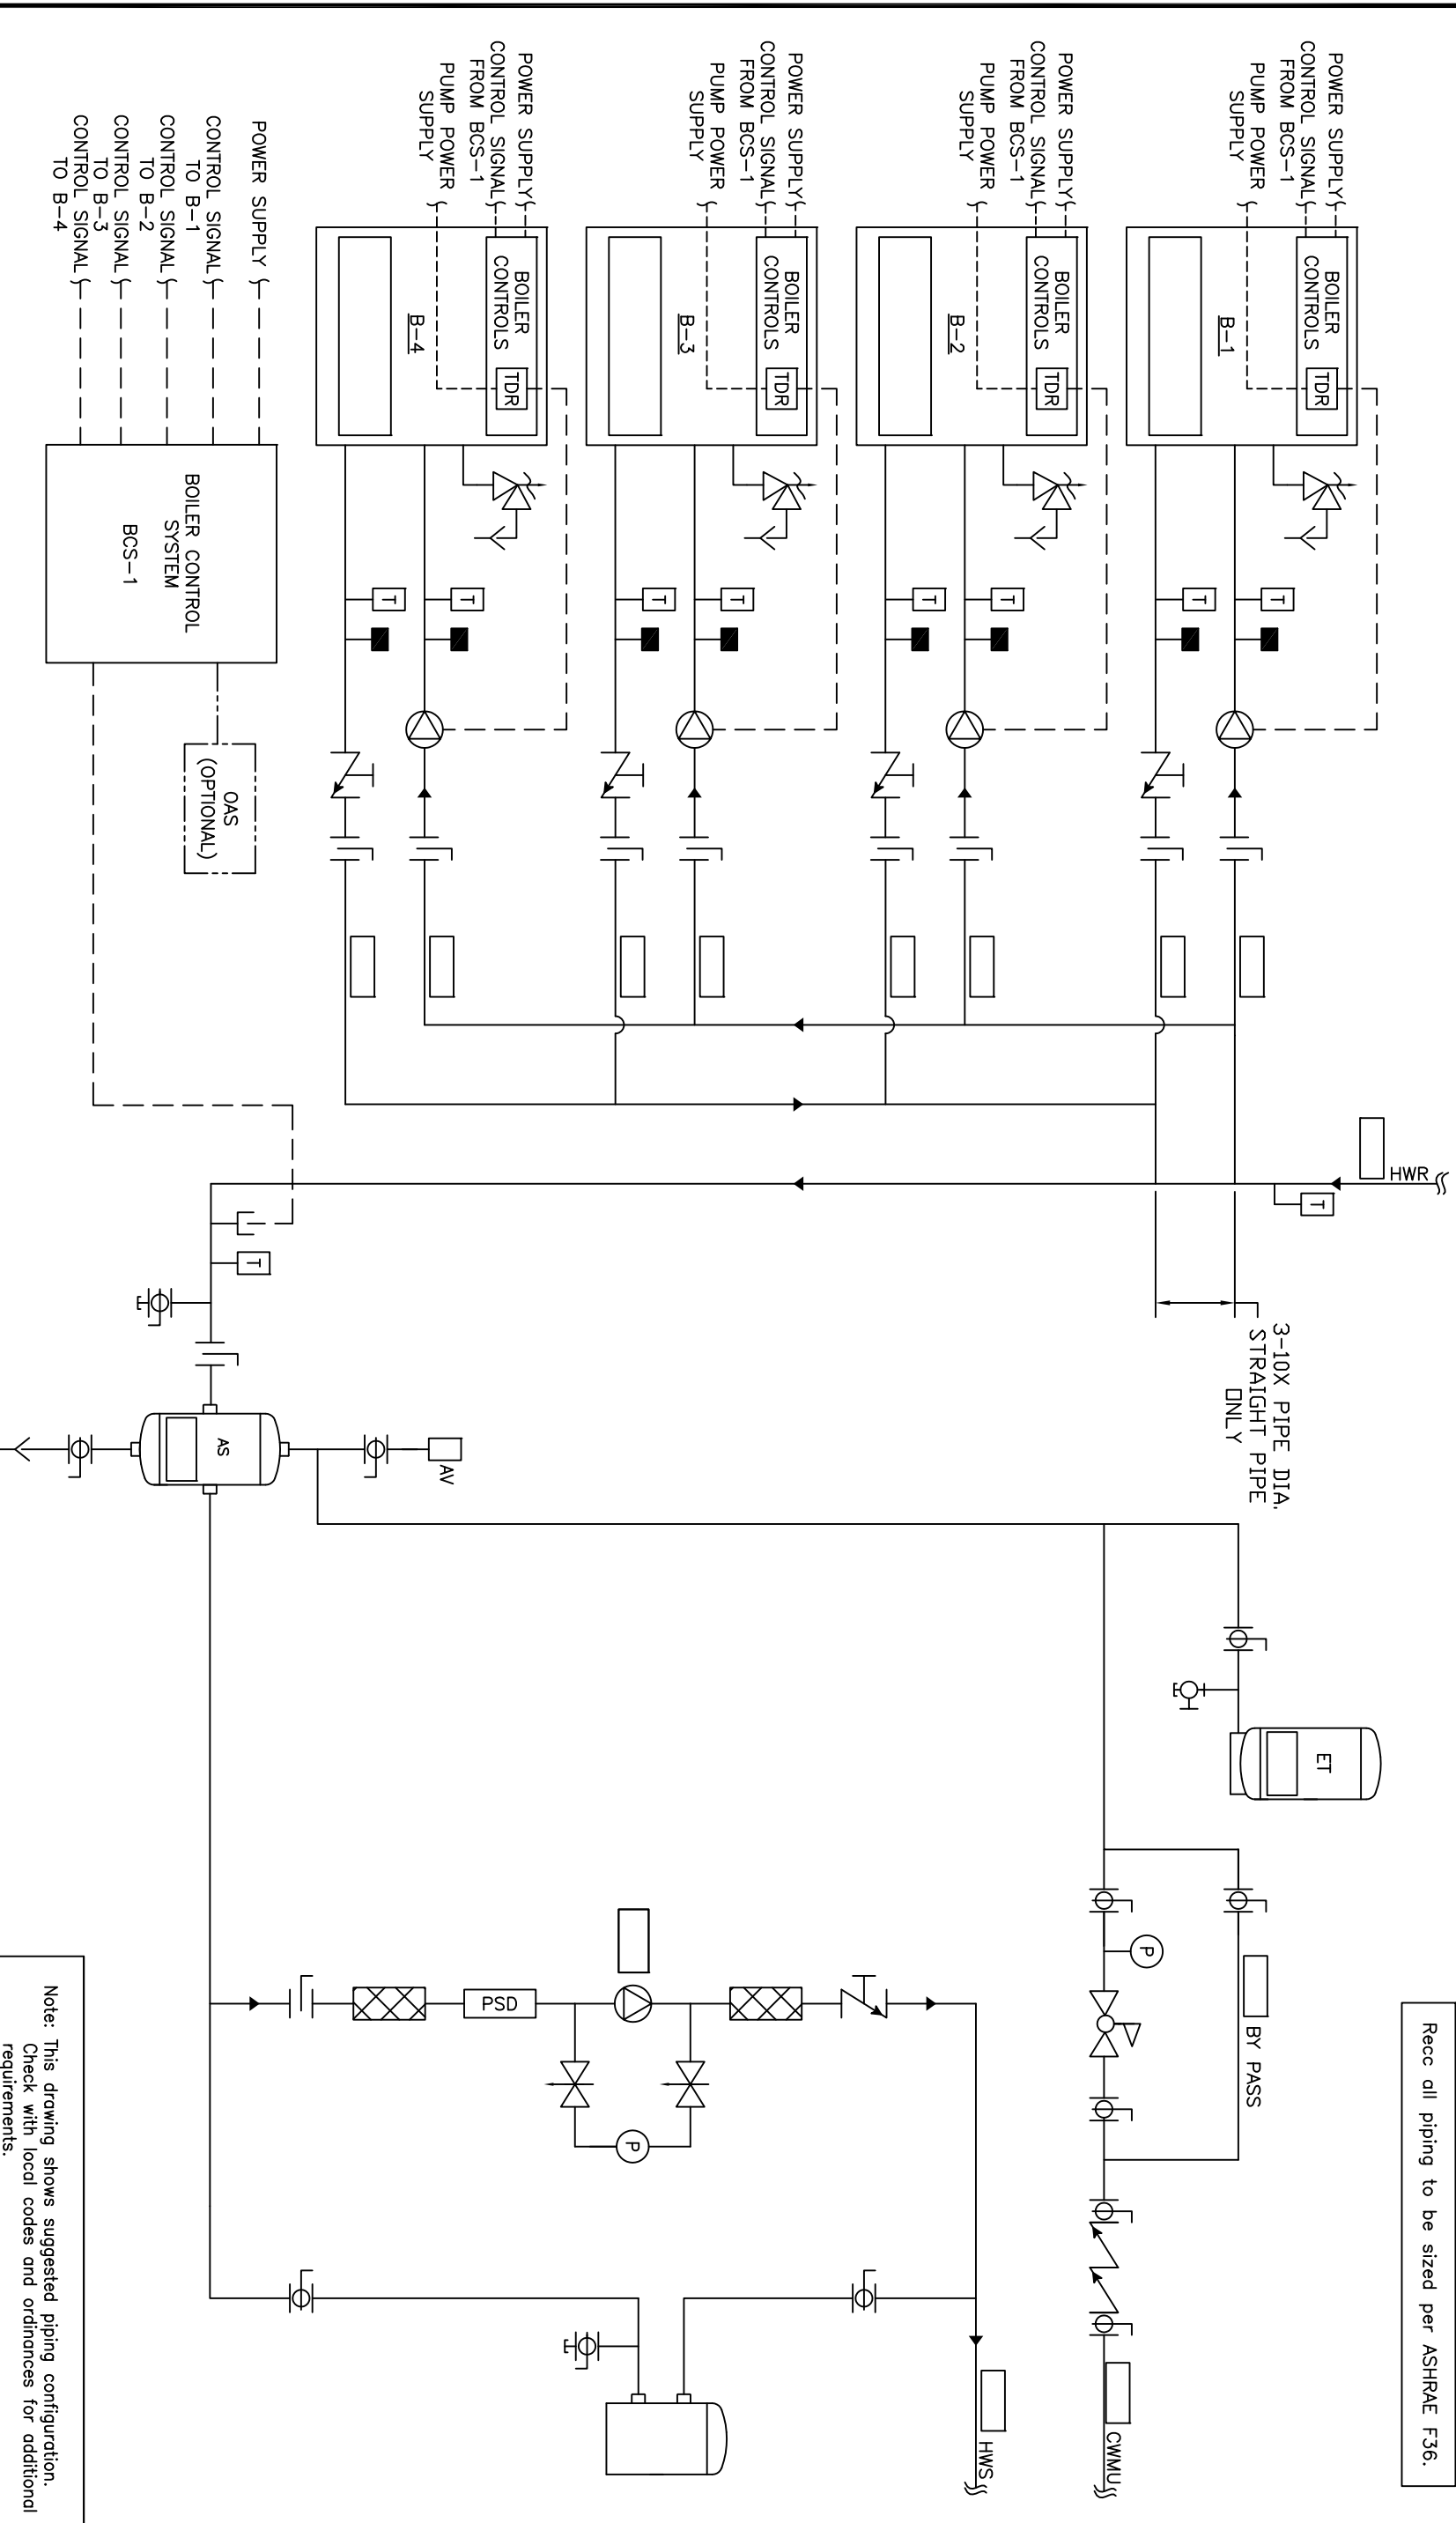 Recc all piping to be sized per ASHRAE F36.
POWER SUPPLY
CONTROL SIGNAL
FROM BCS-1
PUMP POWER
SUPPLY
BOILER
CONTROLS
TDR
B-1
T
T
POWER SUPPLY
CONTROL SIGNAL
FROM BCS-1
PUMP POWER
SUPPLY
BOILER
CONTROLS
TDR
B-2
T
T
POWER SUPPLY
CONTROL SIGNAL
FROM BCS-1
PUMP POWER
SUPPLY
BOILER
CONTROLS
TDR
B-3
T
T
POWER SUPPLY
CONTROL SIGNAL
FROM BCS-1
PUMP POWER
SUPPLY
BOILER
CONTROLS
TDR
B-4
T
T
POWER SUPPLY
CONTROL SIGNAL
TO B-1
CONTROL SIGNAL
TO B-2
CONTROL SIGNAL
TO B-3
CONTROL SIGNAL
TO B-4
BOILER CONTROL
SYSTEM
BCS-1
OAS
(OPTIONAL)
HWR
T
3-10X PIPE DIA.
STRAIGHT PIPE
ONLY
T
AS
AV
ET
BY PASS
P
CWMU
PSD
P
HWS
Note: This drawing shows suggested piping configuration.
Check with local codes and ordinances for additional
requirements.